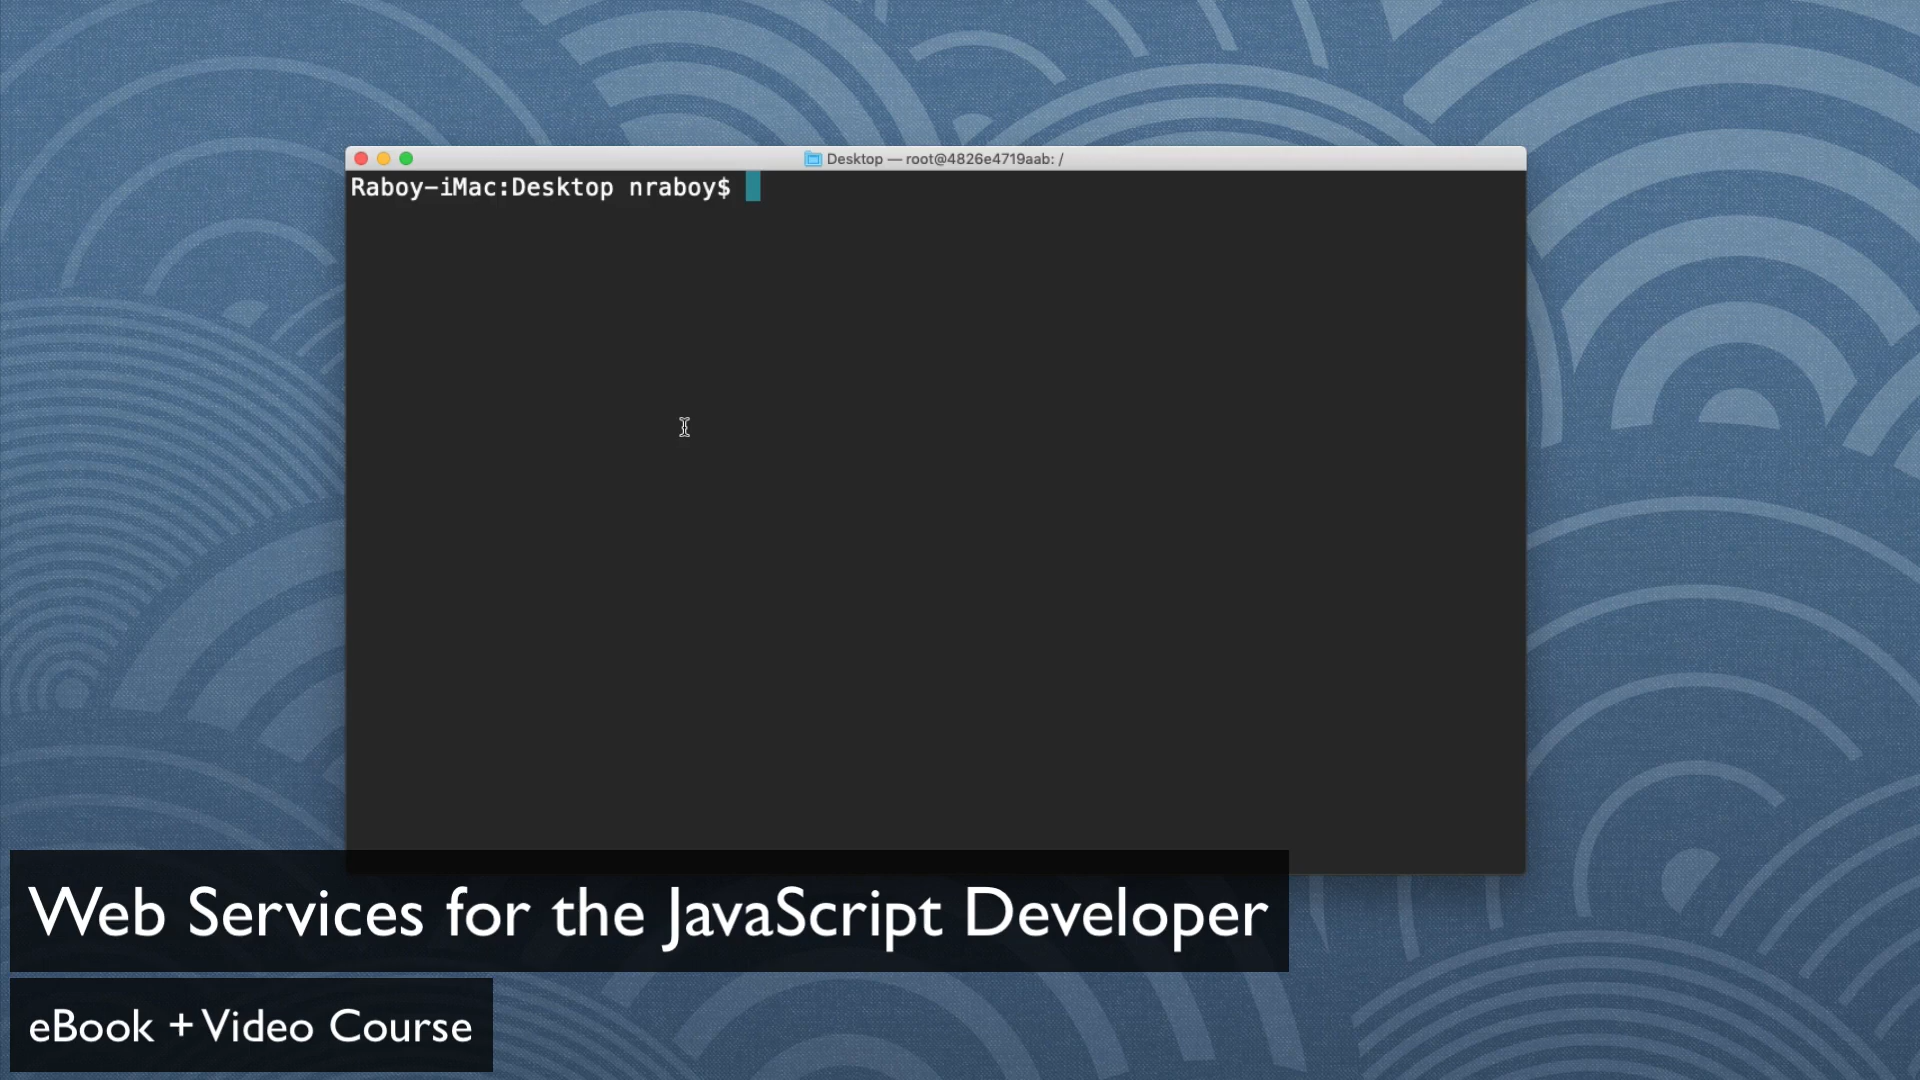 Desktop — root@4826e4719aab: /
Raboy-iMac:Desktop nraboy$
Web Services for the JavaScript Developer
eBook + Video Course